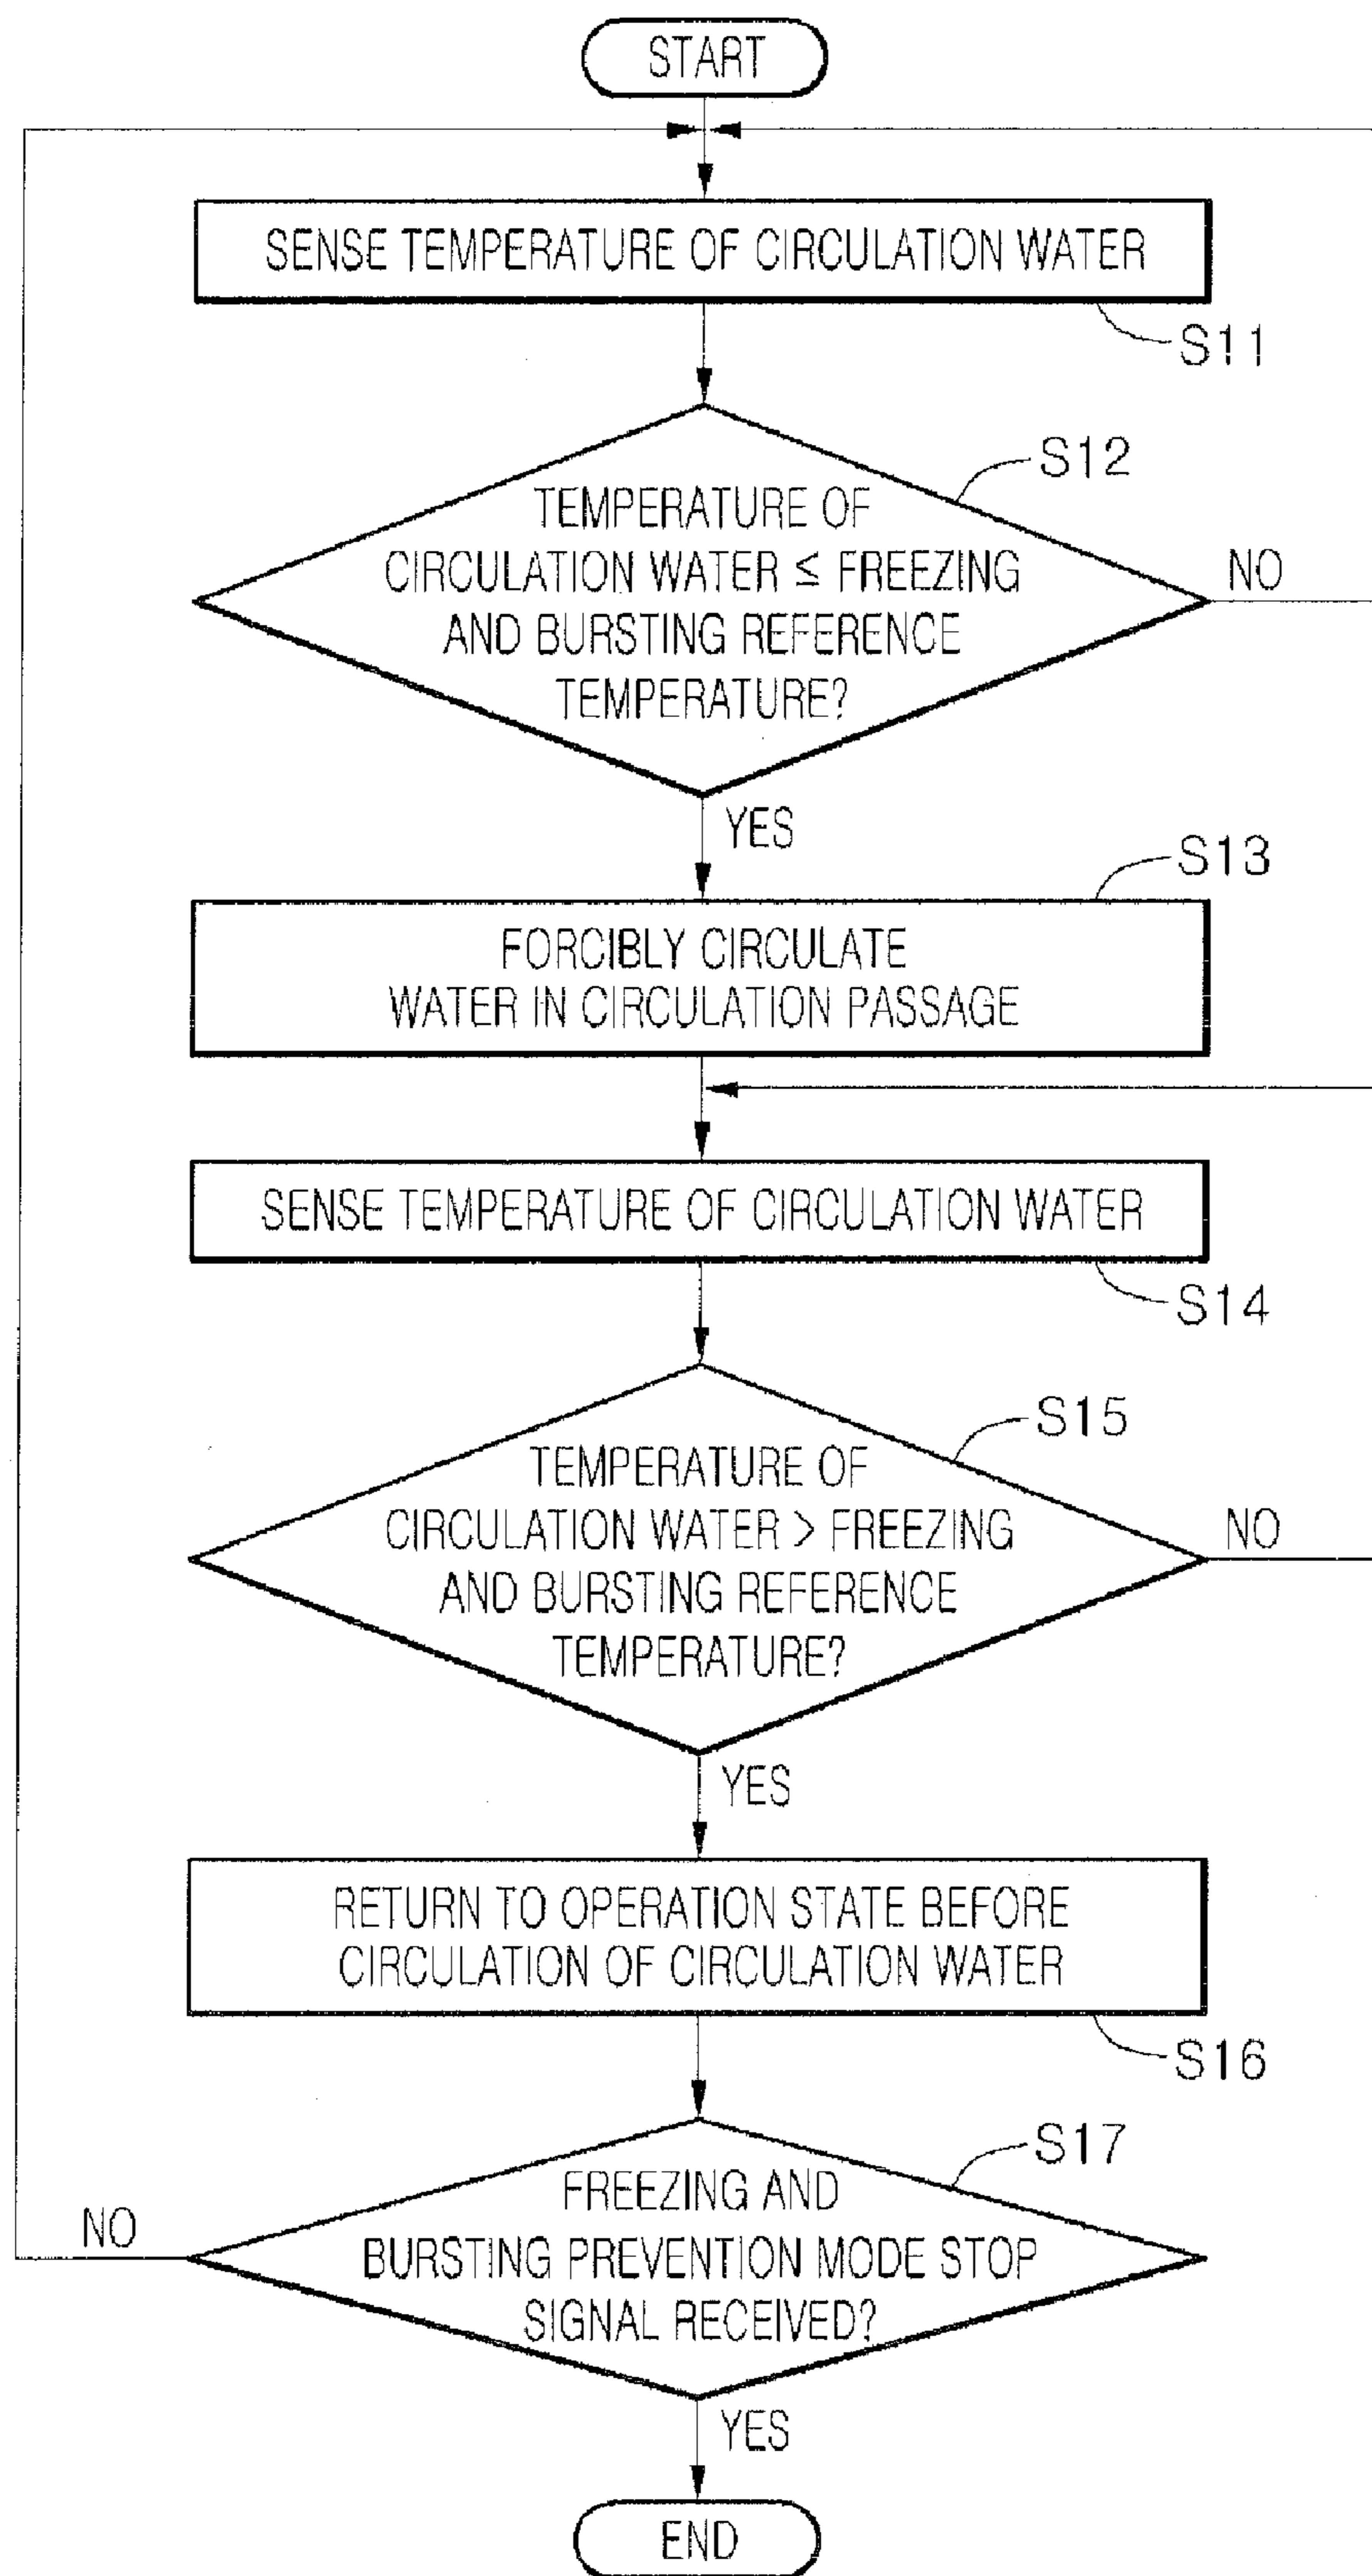 START
SENSE TEMPERATURE OF CIRCULATION WATER
S11
S12
TEMPERATURE OF
CIRCULATION WATER ≤ FREEZING
AND BURSTING REFERENCE
TEMPERATURE?
NO
YES
S13
FORCIBLY CIRCULATE
WATER IN CIRCULATION PASSAGE
SENSE TEMPERATURE OF CIRCULATION WATER
S14
S15
TEMPERATURE OF
CIRCULATION WATER > FREEZING
AND BURSTING REFERENCE
TEMPERATURE?
NO
YES
RETURN TO OPERATION STATE BEFORE
CIRCULATION OF CIRCULATION WATER
S16
S17
FREEZING AND
BURSTING PREVENTION MODE STOP
SIGNAL RECEIVED?
NO
YES
END